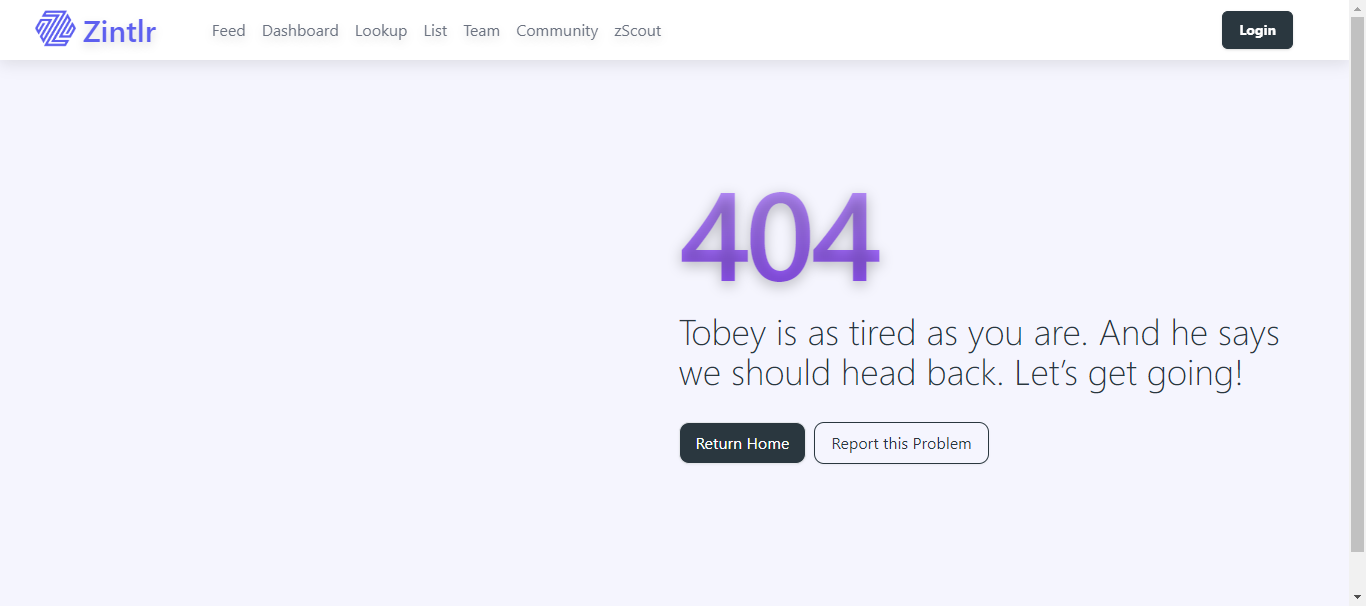 Zintlr Feed Dashboard Lookup List Team Community zScout Login
404
Tobey is as tired as you are. And he says
we should head back. Let’s get going!
Return Home Report this Problem